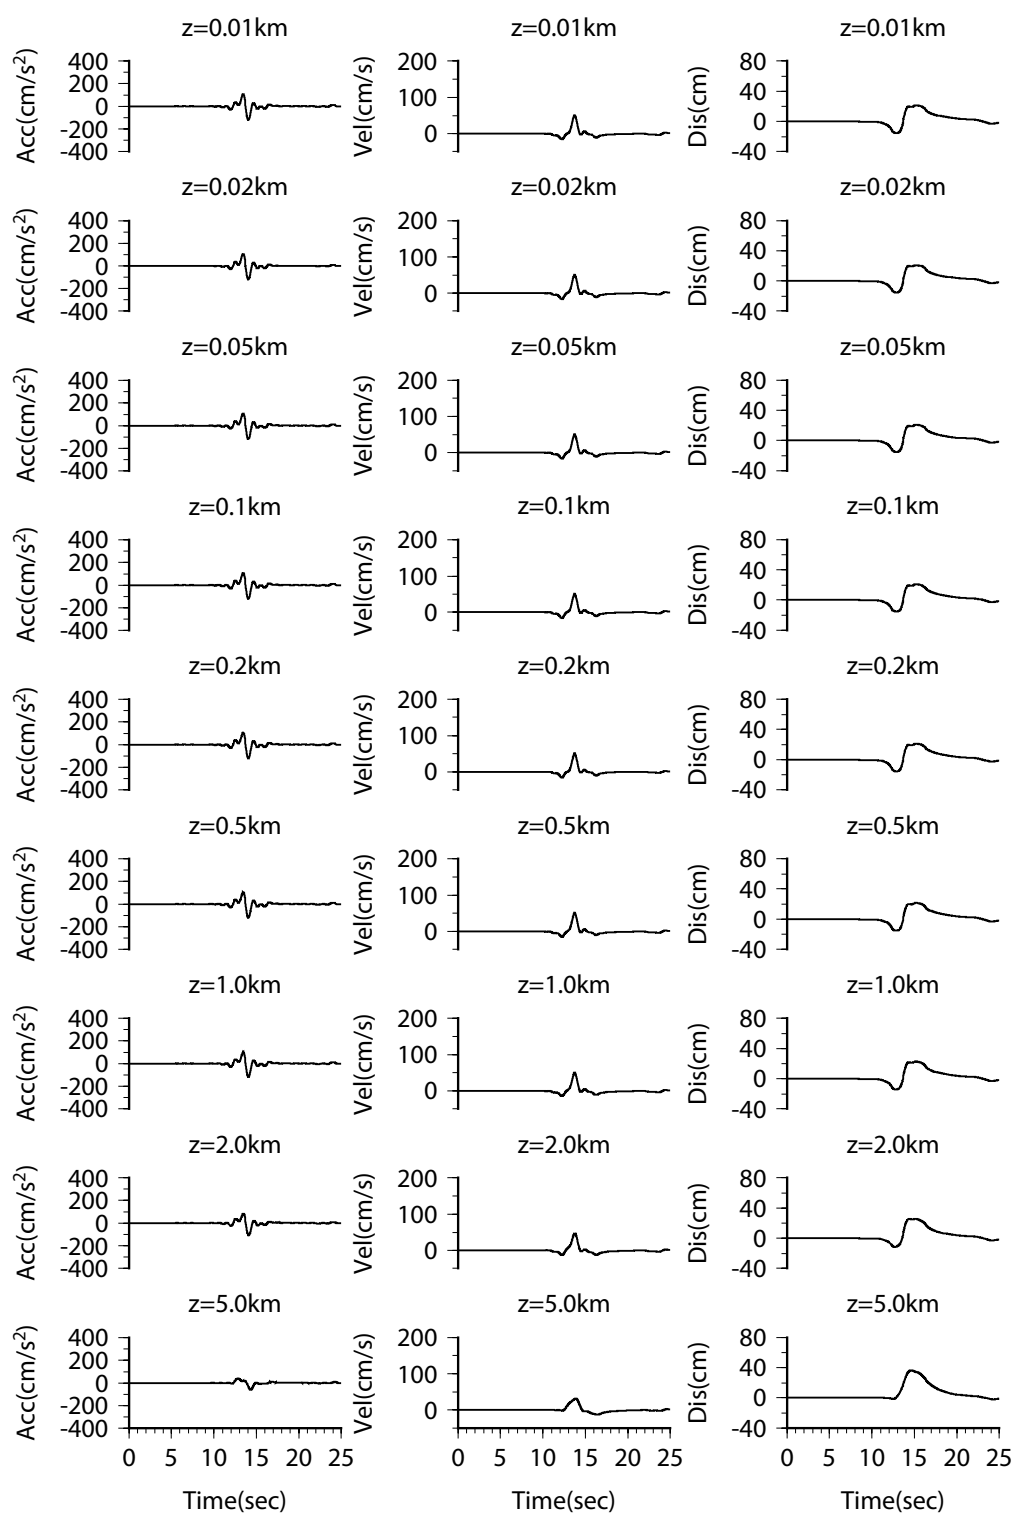 z=0.01km z=0.01km z=0.01km
Acc(cm/s²) 400 200 0 -200 -400 Vel(cm/s) 200 100 0 Dis(cm) 80 40 0 -40
z=0.02km z=0.02km z=0.02km
Acc(cm/s²) 400 200 0 -200 -400 Vel(cm/s) 200 100 0 Dis(cm) 80 40 0 -40
z=0.05km z=0.05km z=0.05km
Acc(cm/s²) 400 200 0 -200 -400 Vel(cm/s) 200 100 0 Dis(cm) 80 40 0 -40
z=0.1km z=0.1km z=0.1km
Acc(cm/s²) 400 200 0 -200 -400 Vel(cm/s) 200 100 0 Dis(cm) 80 40 0 -40
z=0.2km z=0.2km z=0.2km
Acc(cm/s²) 400 200 0 -200 -400 Vel(cm/s) 200 100 0 Dis(cm) 80 40 0 -40
z=0.5km z=0.5km z=0.5km
Acc(cm/s²) 400 200 0 -200 -400 Vel(cm/s) 200 100 0 Dis(cm) 80 40 0 -40
z=1.0km z=1.0km z=1.0km
Acc(cm/s²) 400 200 0 -200 -400 Vel(cm/s) 200 100 0 Dis(cm) 80 40 0 -40
z=2.0km z=2.0km z=2.0km
Acc(cm/s²) 400 200 0 -200 -400 Vel(cm/s) 200 100 0 Dis(cm) 80 40 0 -40
z=5.0km z=5.0km z=5.0km
Acc(cm/s²) 400 200 0 -200 -400 Vel(cm/s) 200 100 0 Dis(cm) 80 40 0 -40
0 5 10 15 20 25 0 5 10 15 20 25 0 5 10 15 20 25
Time(sec) Time(sec) Time(sec)